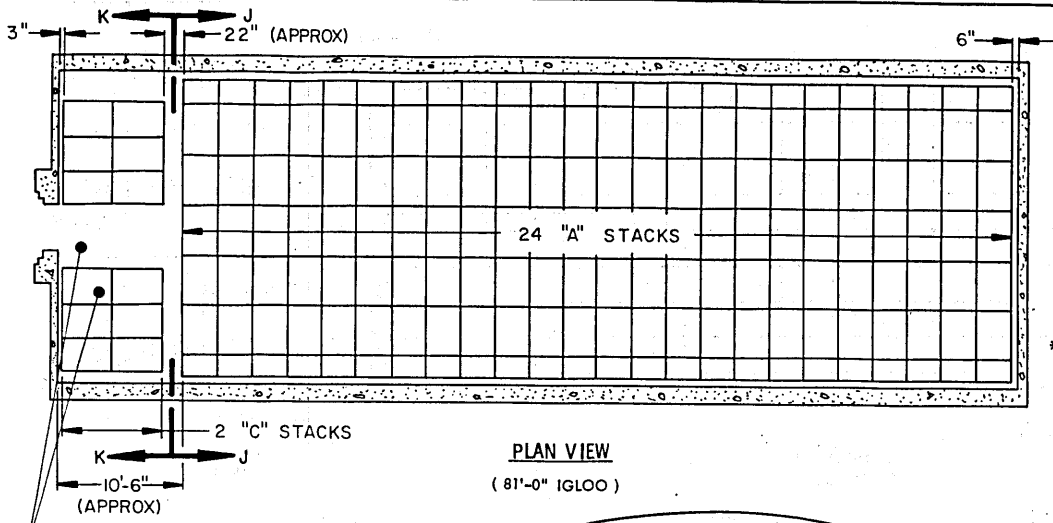 K J
3" 22" (APPROX) 6"
24 "A" STACKS
*
2 "C" STACKS
K J
10'-6"
(APPROX)
PLAN VIEW
(81'-0" IGLOO)